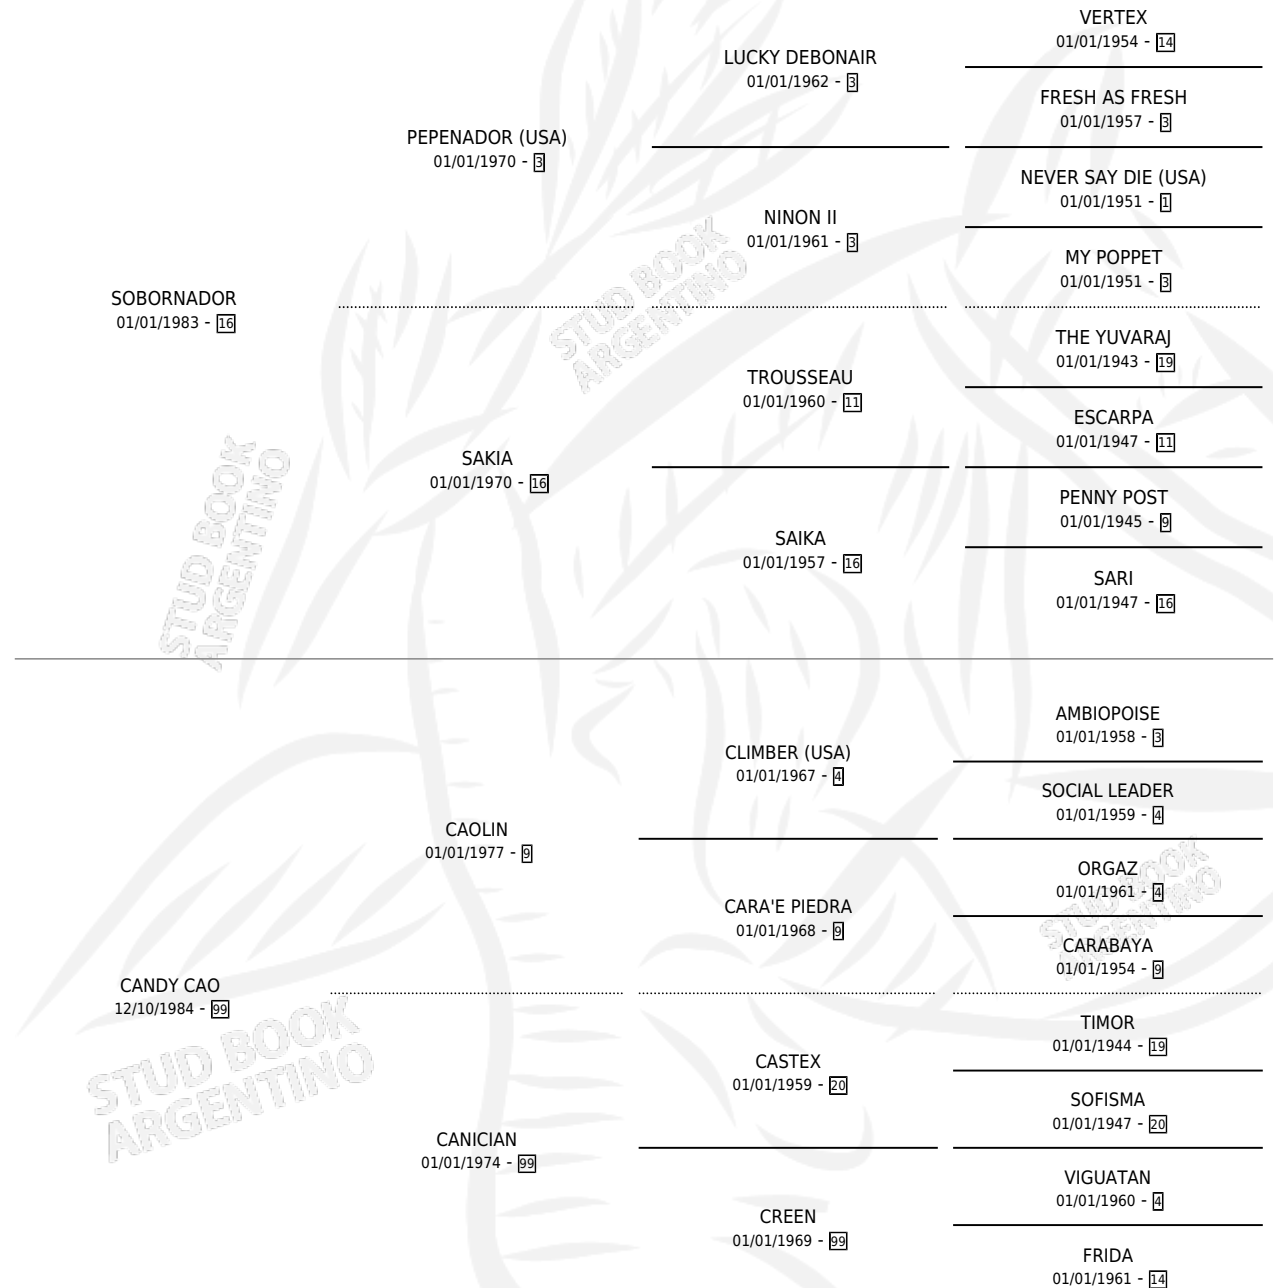 SOBORNADOR
01/01/1983 - 16
PEPENADOR (USA)
01/01/1970 - 3
LUCKY DEBONAIR
01/01/1962 - 3
VERTEX
01/01/1954 - 14
FRESH AS FRESH
01/01/1957 - 3
NINON II
01/01/1961 - 3
NEVER SAY DIE (USA)
01/01/1951 - 1
MY POPPET
01/01/1951 - 3
SAKIA
01/01/1970 - 16
TROUSSEAU
01/01/1960 - 11
THE YUVARAJ
01/01/1943 - 19
ESCARPA
01/01/1947 - 11
SAIKA
01/01/1957 - 16
PENNY POST
01/01/1945 - 9
SARI
01/01/1947 - 16
CANDY CAO
12/10/1984 - 99
CAOLIN
01/01/1977 - 9
CLIMBER (USA)
01/01/1967 - 4
AMBIOPOISE
01/01/1958 - 3
SOCIAL LEADER
01/01/1959 - 4
CARA'E PIEDRA
01/01/1968 - 9
ORGAZ
01/01/1961 - 4
CARABAYA
01/01/1954 - 9
CANICIAN
01/01/1974 - 99
CASTEX
01/01/1959 - 20
TIMOR
01/01/1944 - 19
SOFISMA
01/01/1947 - 20
CREEN
01/01/1969 - 99
VIGUATAN
01/01/1960 - 4
FRIDA
01/01/1961 - 14
STUD BOOK
ARGENTINO
STUD BOOK
ARGENTINO
STUD BOOK
ARGENTINO
STUD BOOK
ARGENTINO